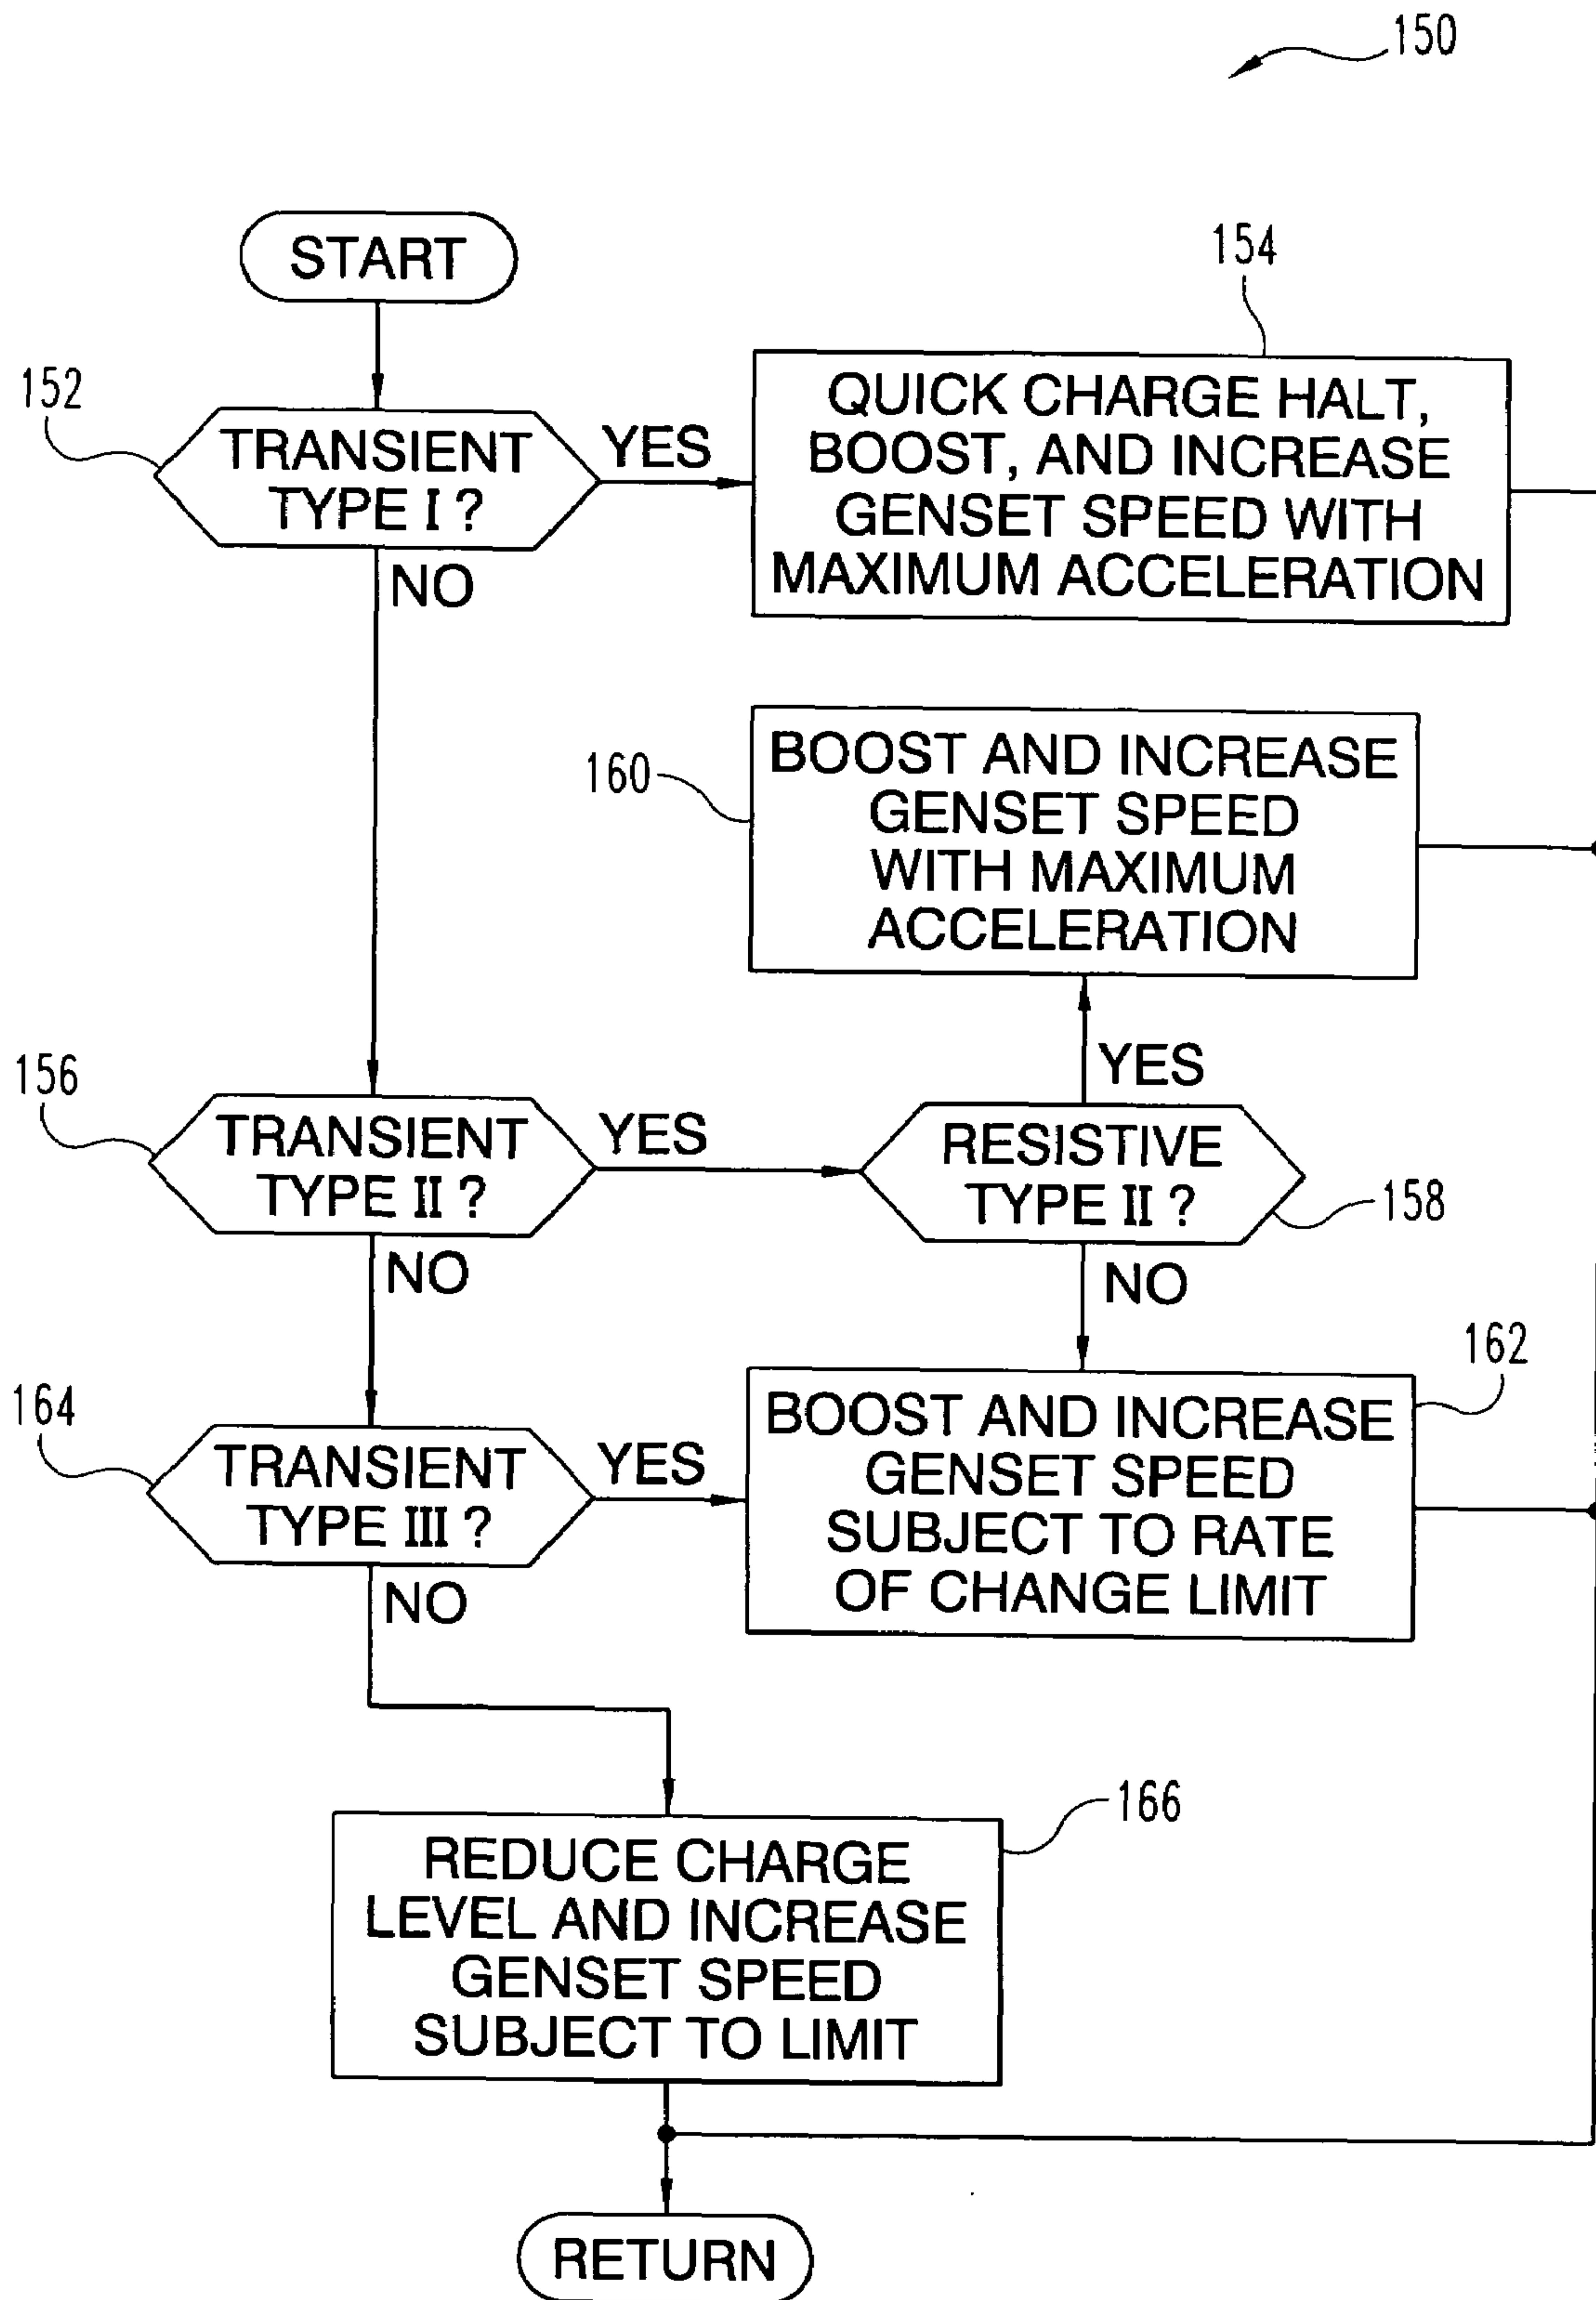 150
START
154
152
TRANSIENT
TYPE I ?
YES
NO
QUICK CHARGE HALT,
BOOST, AND INCREASE
GENSET SPEED WITH
MAXIMUM ACCELERATION
160
BOOST AND INCREASE
GENSET SPEED
WITH MAXIMUM
ACCELERATION
156
TRANSIENT
TYPE II ?
YES
NO
YES
RESISTIVE
TYPE II ?
158
NO
162
164
TRANSIENT
TYPE III ?
YES
NO
BOOST AND INCREASE
GENSET SPEED
SUBJECT TO RATE
OF CHANGE LIMIT
166
REDUCE CHARGE
LEVEL AND INCREASE
GENSET SPEED
SUBJECT TO LIMIT
RETURN